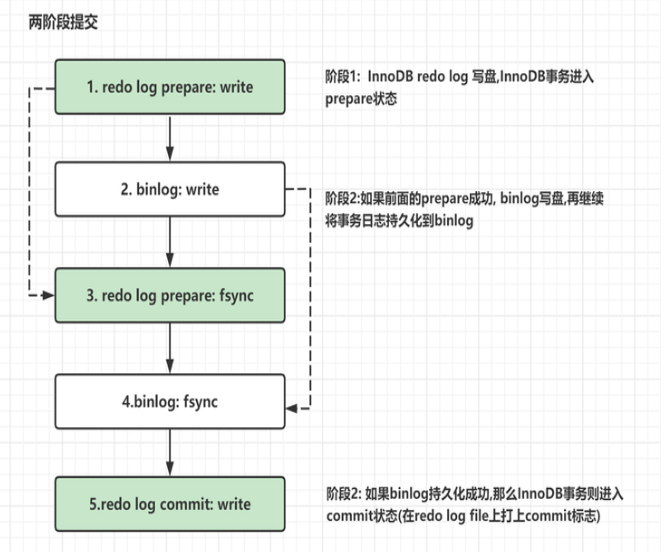 两阶段提交
1. redo log prepare: write
阶段1: InnoDB redo log 写盘,InnoDB事务进入
prepare状态
2. binlog: write
阶段2:如果前面的prepare成功, binlog写盘,再继续
将事务日志持久化到binlog
3. redo log prepare: fsync
4.binlog: fsync
5.redo log commit: write
阶段2: 如果binlog持久化成功,那么InnoDB事务则进入
commit状态(在redo log file上打上commit标志)